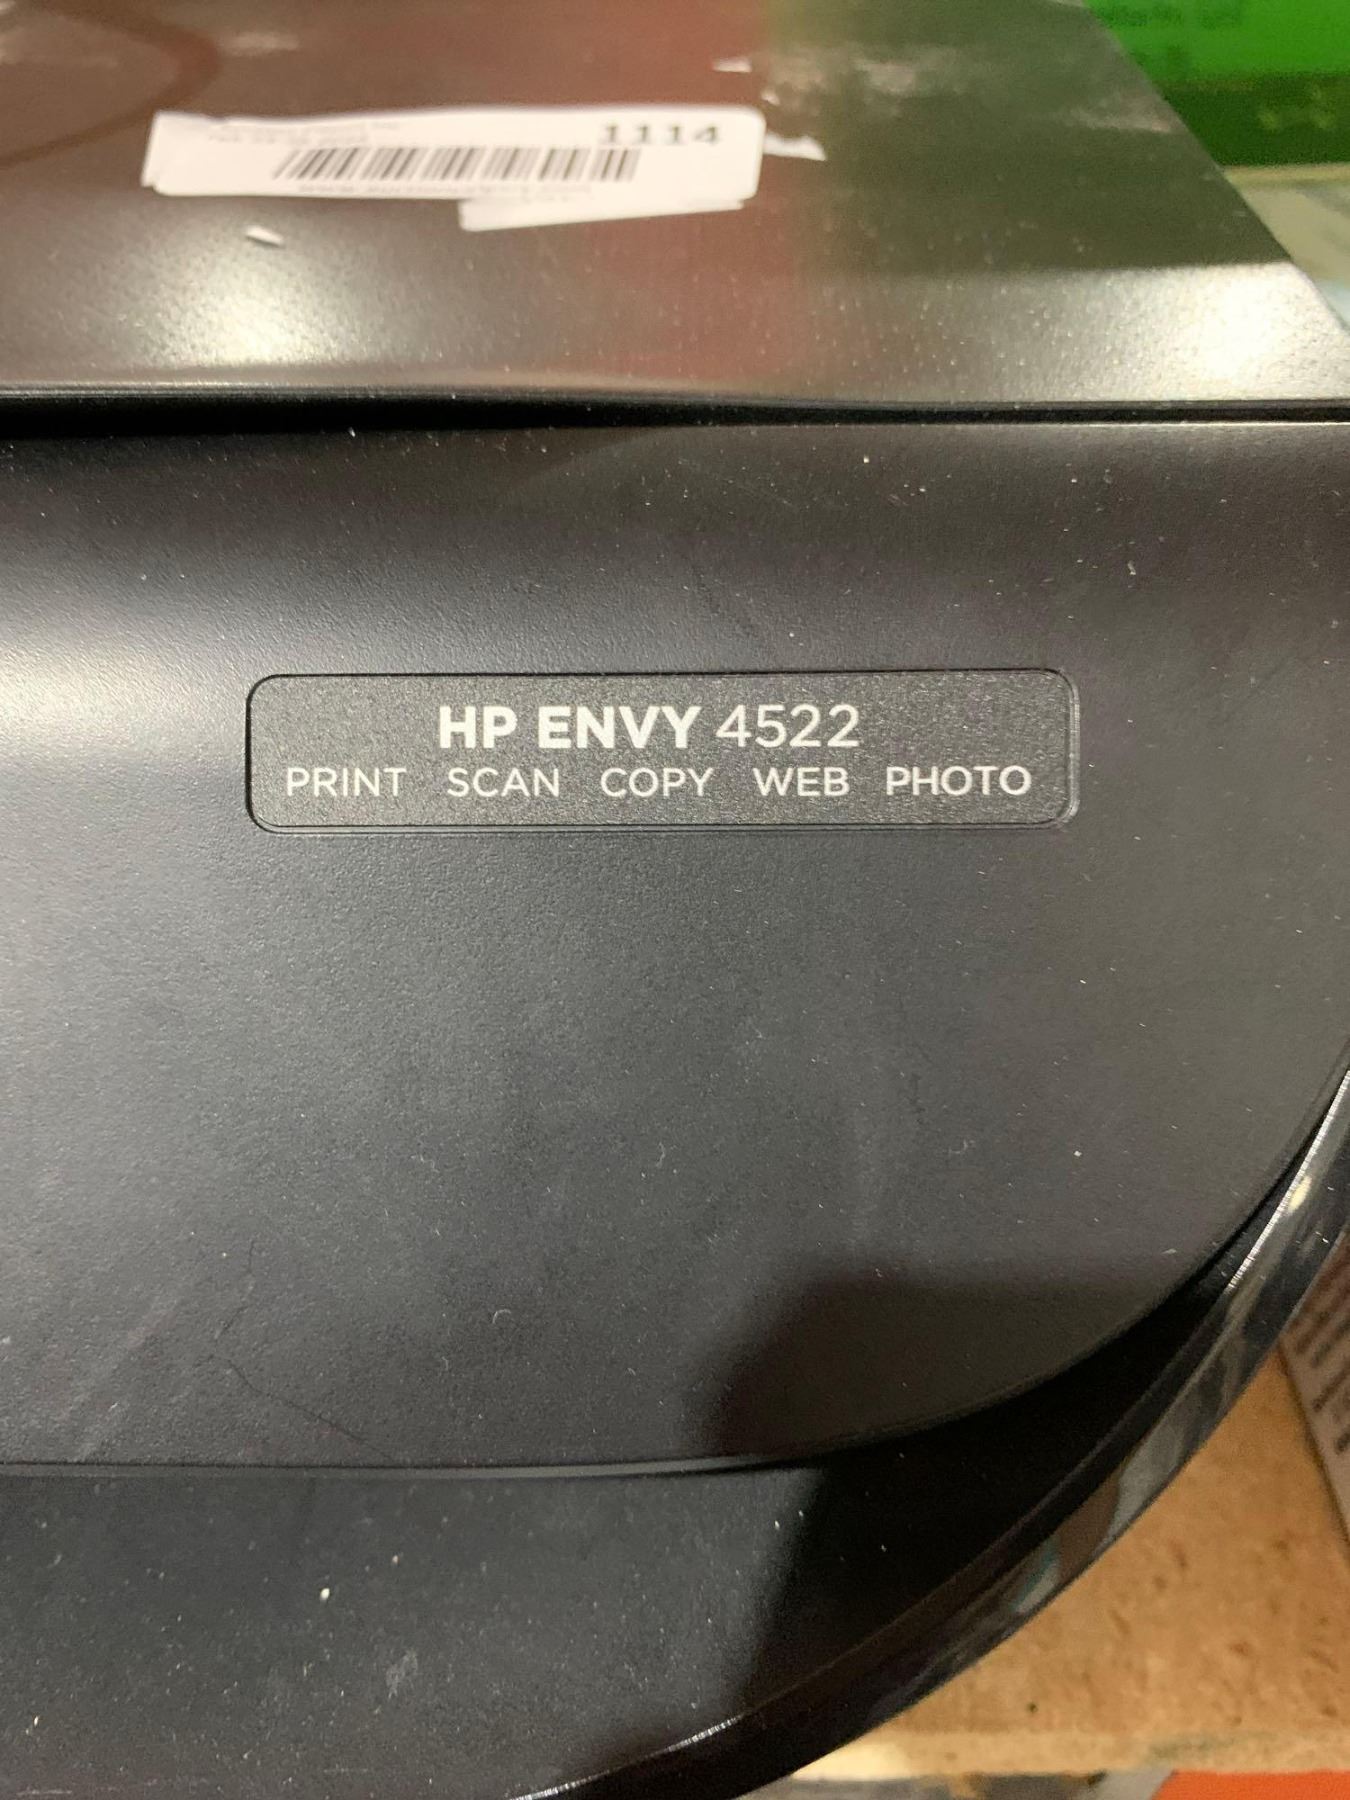 1114
HP ENVY 4522
PRINT SCAN COPY WEB PHOTO